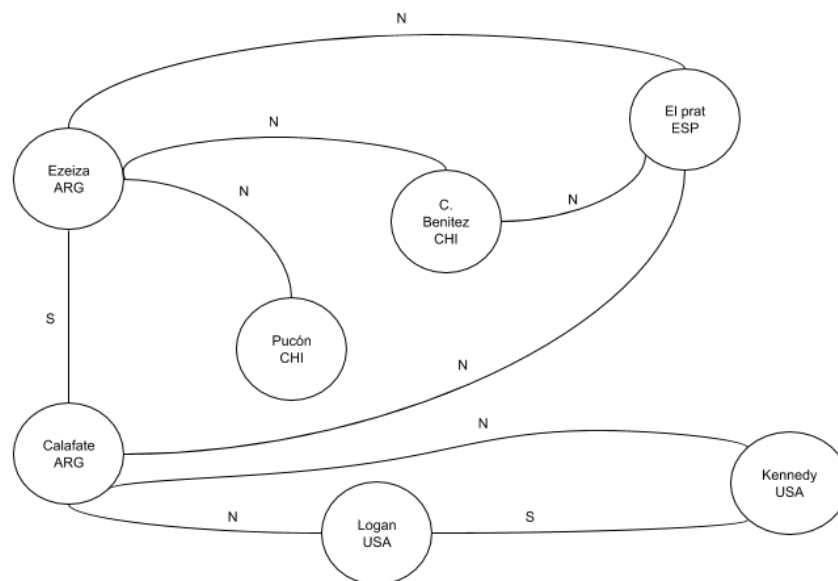 N
El prat
ESP
N
Ezeiza
ARG
N
C.
Benitez
CHI
N
S
Pucón
CHI
N
N
Calafate
ARG
Kennedy
USA
N
Logan
USA
S